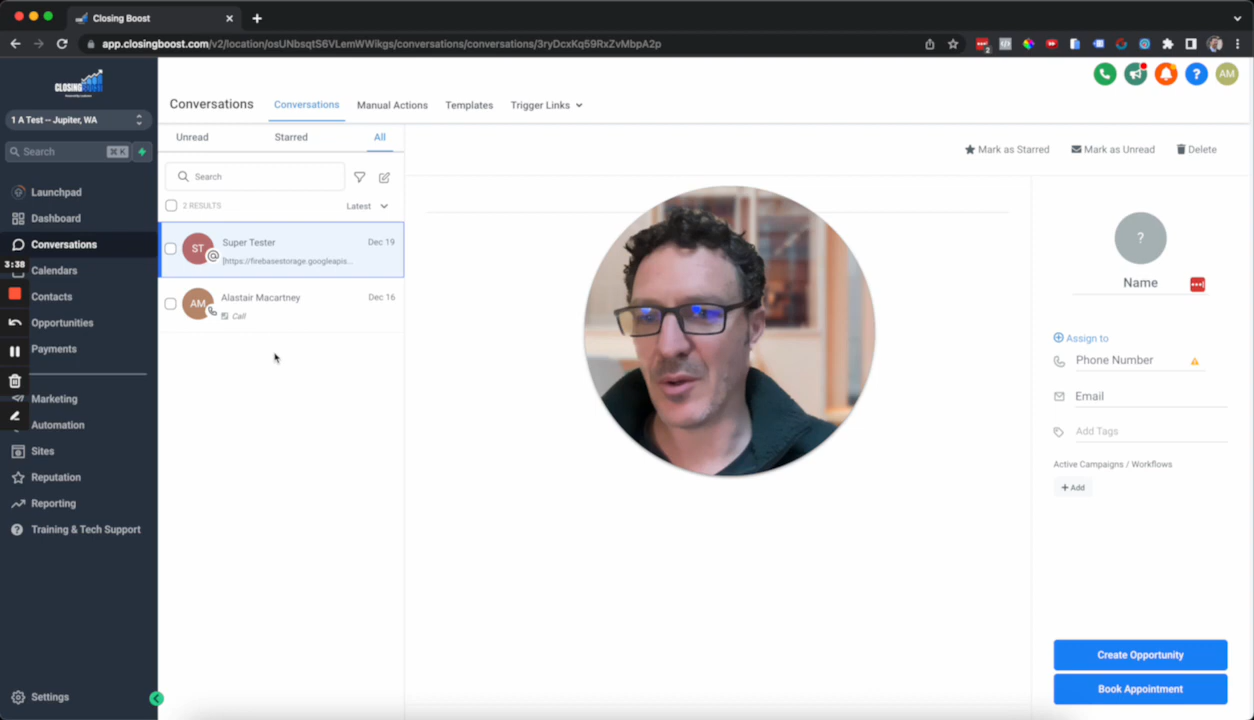 Closing Boost
app.closingboost.com/v2/location/osUNbsqtS6VLemWWikgs/conversations/conversations/3ryDcxKq59RxZvMbpA2p
CLOSING
1 A Test -- Jupiter, WA
Search
⌘K
Launchpad
Dashboard
Conversations
3:38
Calendars
Contacts
Opportunities
Payments
Marketing
Automation
Sites
Reputation
Reporting
Training & Tech Support
Settings
AM
Conversations
Conversations
Manual Actions
Templates
Trigger Links
Unread
Starred
All
Search
2 RESULTS
Latest
ST
Super Tester
Dec 19
[https://firebasestorage.googleapis...
AM
Alastair Macartney
Dec 16
Call
Mark as Starred
Mark as Unread
Delete
?
Name
Assign to
Phone Number
Email
Add Tags
Active Campaigns / Workflows
+ Add
Create Opportunity
Book Appointment